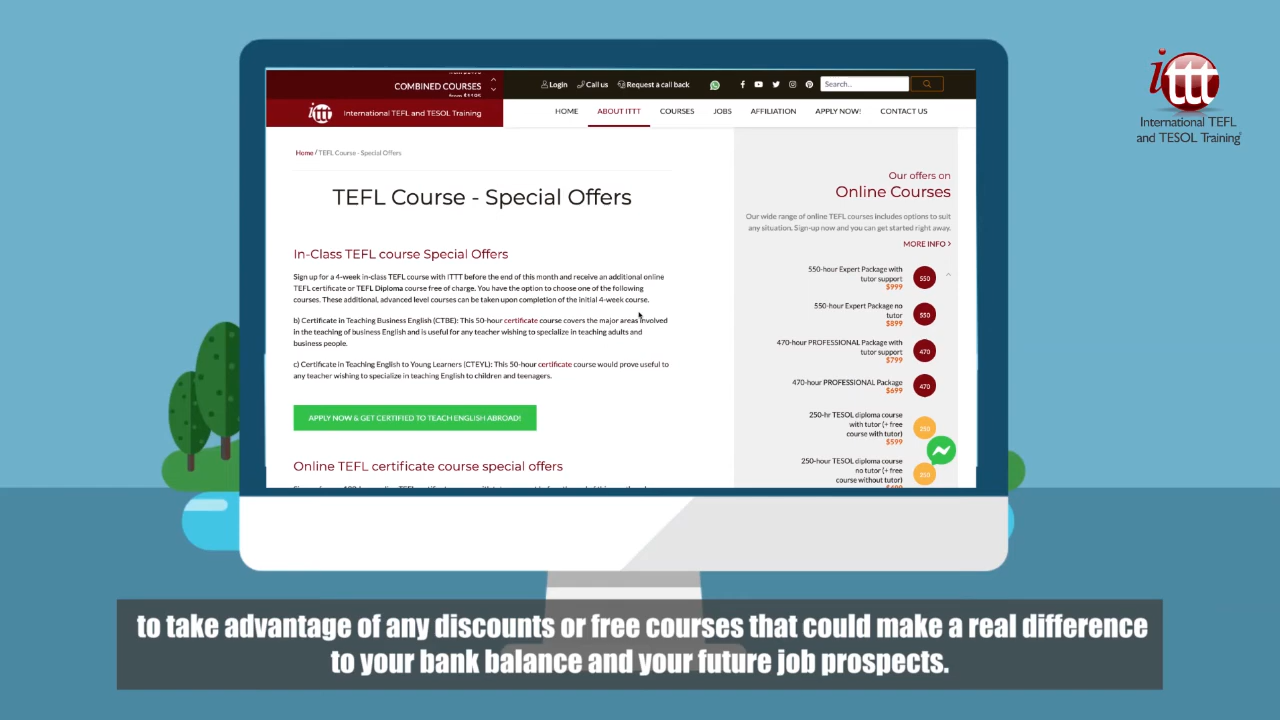 COMBINED COURSES
Login
Call us
Request a call back
Search...
ittt
International TEFL and TESOL Training
HOME
ABOUT ITTT
COURSES
JOBS
AFFILIATION
APPLY NOW!
CONTACT US
Home / TEFL Course - Special Offers
TEFL Course - Special Offers
In-Class TEFL course Special Offers
Sign up for a 4-week in-class TEFL course with ITTT before the end of this month and receive an additional online
TEFL certificate or TEFL Diploma course free of charge. You have the option to choose one of the following
courses. These additional, advanced level courses can be taken upon completion of the initial 4-week course.
b) Certificate in Teaching Business English (CTBE): This 50-hour certificate course covers the major areas involved
in the teaching of business English and is useful for any teacher wishing to specialize in teaching adults and
business people.
c) Certificate in Teaching English to Young Learners (CTEYL): This 50-hour certificate course would prove useful to
any teacher wishing to specialize in teaching English to children and teenagers.
APPLY NOW & GET CERTIFIED TO TEACH ENGLISH ABROAD!
Online TEFL certificate course special offers
Our offers on
Online Courses
Our wide range of online TEFL courses includes options to suit
any situation. Sign-up now and you can get started right away.
MORE INFO >
550-hour Expert Package with
tutor support
$999
550
550-hour Expert Package no
tutor
$899
550
470-hour PROFESSIONAL Package with
tutor support
$799
470
470-hour PROFESSIONAL Package
$699
470
250-hr TESOL diploma course
with tutor (+ free
course with tutor)
$599
250
250-hour TESOL diploma course
no tutor (+ free
course without tutor)
250
ittt
International TEFL
and TESOL Training
to take advantage of any discounts or free courses that could make a real difference
to your bank balance and your future job prospects.